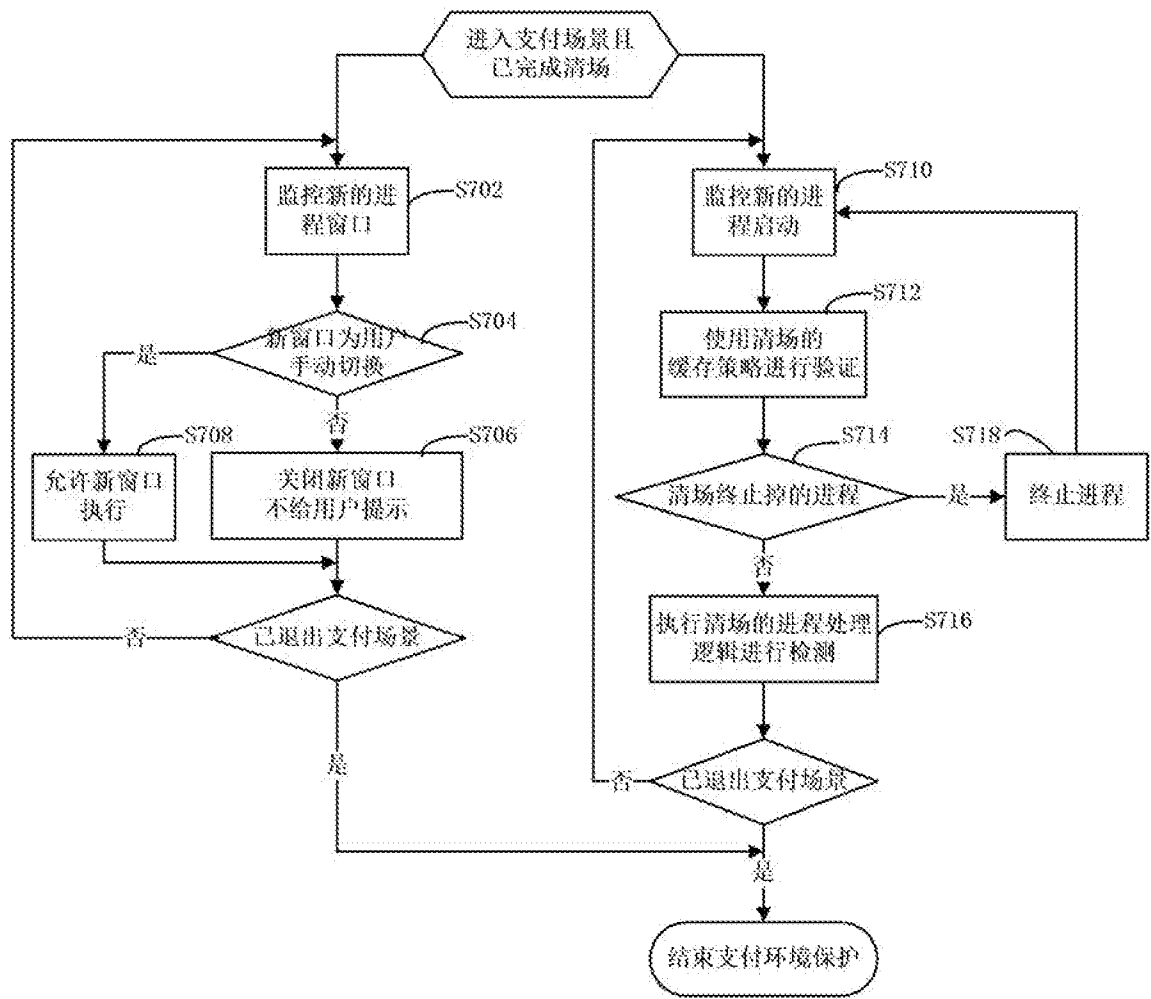 进入支付场景且
已完成清场
监控新的进
程窗口
S702
新窗口为用户
手动切换
S704
是
否
允许新窗口
执行
S708
关闭新窗口
不给用户提示
S706
已退出支付场景
否
是
监控新的进
程启动
S710
使用清场的
缓存策略进行验证
S712
清场终止掉的进程
S714
是
终止进程
S718
否
执行清场的进程处理
逻辑进行检测
S716
已退出支付场景
否
是
结束支付环境保护